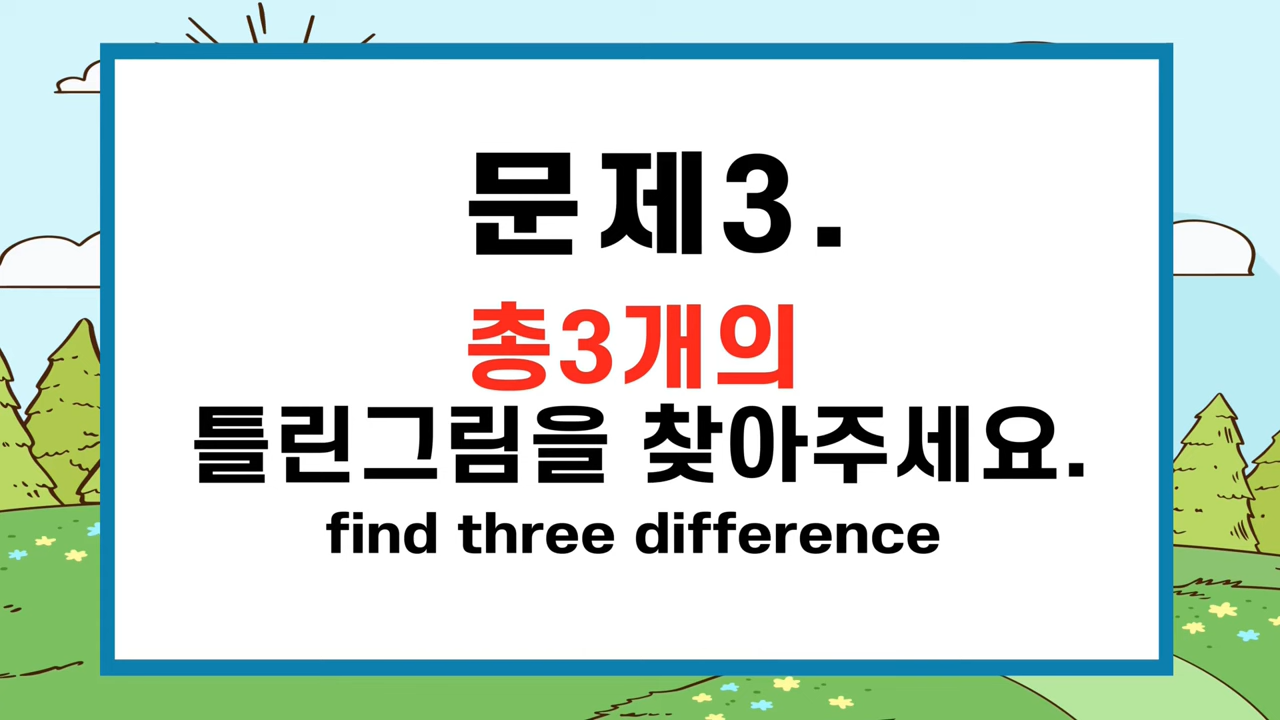 문제3.
총3개의
틀린그림을 찾아주세요.
find three difference